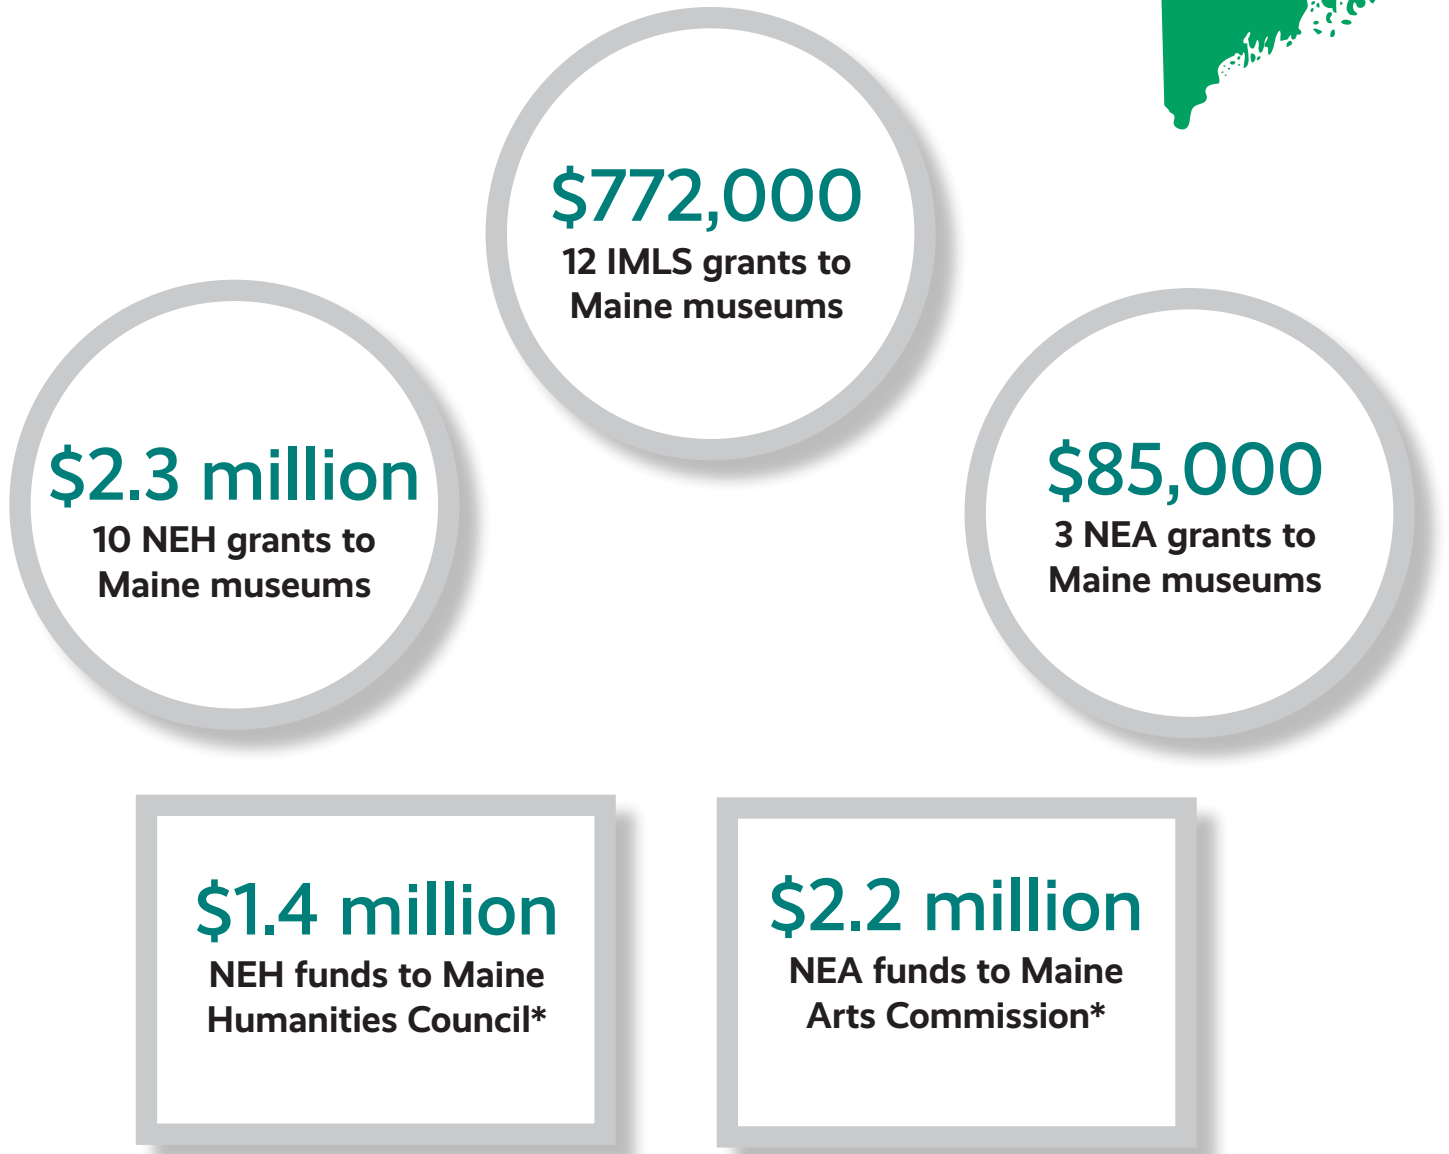 $772,000
12 IMLS grants to
Maine museums
$2.3 million
10 NEH grants to
Maine museums
$85,000
3 NEA grants to
Maine museums
$1.4 million
NEH funds to Maine
Humanities Council*
$2.2 million
NEA funds to Maine
Arts Commission*